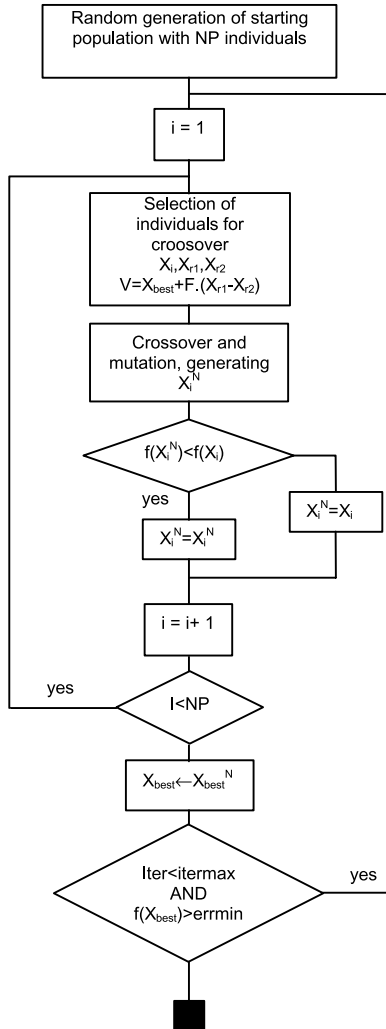 Random generation of starting
population with NP individuals
i = 1
Selection of
individuals for
croosover
Xi,Xr1,Xr2
V=Xbest+F.(Xr1-Xr2)
Crossover and
mutation, generating
XiN
f(XiN)<f(Xi)
yes
XiN=Xi
XiN=XiN
i = i+ 1
yes
I<NP
Xbest←XbestN
Iter<itermax
AND
f(Xbest)>errmin
yes